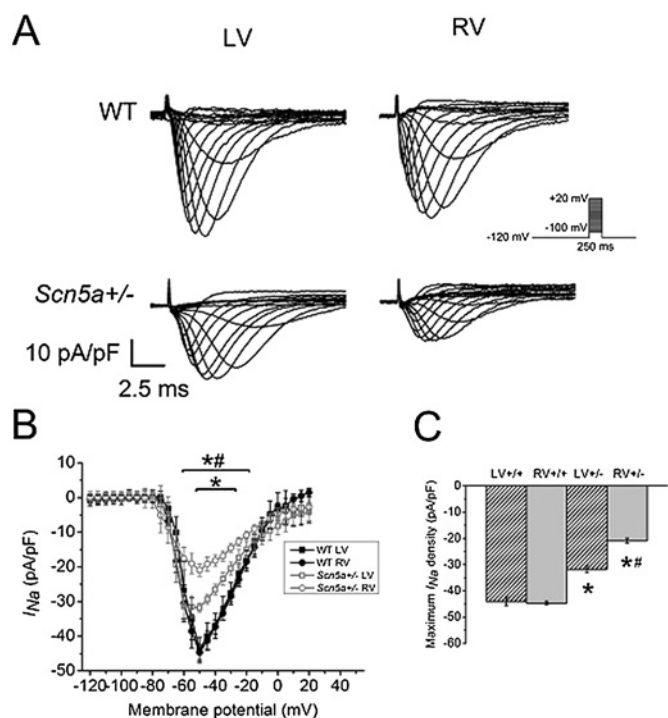 A
LV
RV
WT
+20 mV
-100 mV
-120 mV
250 ms
Scn5a+/-
10 pA/pF
2.5 ms
B
*#
*
10
0
-10
-20
-30
-40
-50
INa (pA/pF)
-120 -100 -80 -60 -40 -20 0 20 40
Membrane potential (mV)
WT LV
WT RV
Scn5a+/- LV
Scn5a+/- RV
C
LV+/+ RV+/+ LV+/- RV+/-
0
-10
-20
-30
-40
-50
-60
Maximum INa density (pA/pF)
*
*#